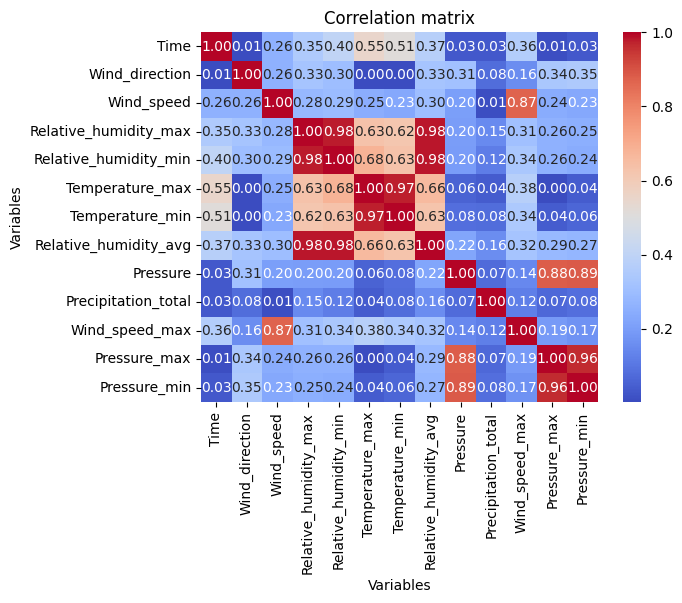 Correlation matrix
Variables
Time 1.00 0.01 0.26 0.35 0.40 0.55 0.51 0.37 0.03 0.03 0.36 0.01 0.03
Wind_direction 0.01 1.00 0.26 0.33 0.30 0.00 0.00 0.33 0.31 0.08 0.16 0.34 0.35
Wind_speed 0.26 0.26 1.00 0.28 0.29 0.25 0.23 0.30 0.20 0.01 0.87 0.24 0.23
Relative_humidity_max 0.35 0.33 0.28 1.00 0.98 0.63 0.62 0.98 0.20 0.15 0.31 0.26 0.25
Relative_humidity_min 0.40 0.30 0.29 0.98 1.00 0.68 0.63 0.98 0.20 0.12 0.34 0.26 0.24
Temperature_max 0.55 0.00 0.25 0.63 0.68 1.00 0.97 0.66 0.06 0.04 0.38 0.00 0.04
Temperature_min 0.51 0.00 0.23 0.62 0.63 0.97 1.00 0.63 0.08 0.08 0.34 0.04 0.06
Relative_humidity_avg 0.37 0.33 0.30 0.98 0.98 0.66 0.63 1.00 0.22 0.16 0.32 0.29 0.27
Pressure 0.03 0.31 0.20 0.20 0.20 0.06 0.08 0.22 1.00 0.07 0.14 0.88 0.89
Precipitation_total 0.03 0.08 0.01 0.15 0.12 0.04 0.08 0.16 0.07 1.00 0.12 0.07 0.08
Wind_speed_max 0.36 0.16 0.87 0.31 0.34 0.38 0.34 0.32 0.14 0.12 1.00 0.19 0.17
Pressure_max 0.01 0.34 0.24 0.26 0.26 0.00 0.04 0.29 0.88 0.07 0.19 1.00 0.96
Pressure_min 0.03 0.35 0.23 0.25 0.24 0.04 0.06 0.27 0.89 0.08 0.17 0.96 1.00
Time
Wind_direction
Wind_speed
Relative_humidity_max
Relative_humidity_min
Temperature_max
Temperature_min
Relative_humidity_avg
Pressure
Precipitation_total
Wind_speed_max
Pressure_max
Pressure_min
Variables
1.0
0.8
0.6
0.4
0.2